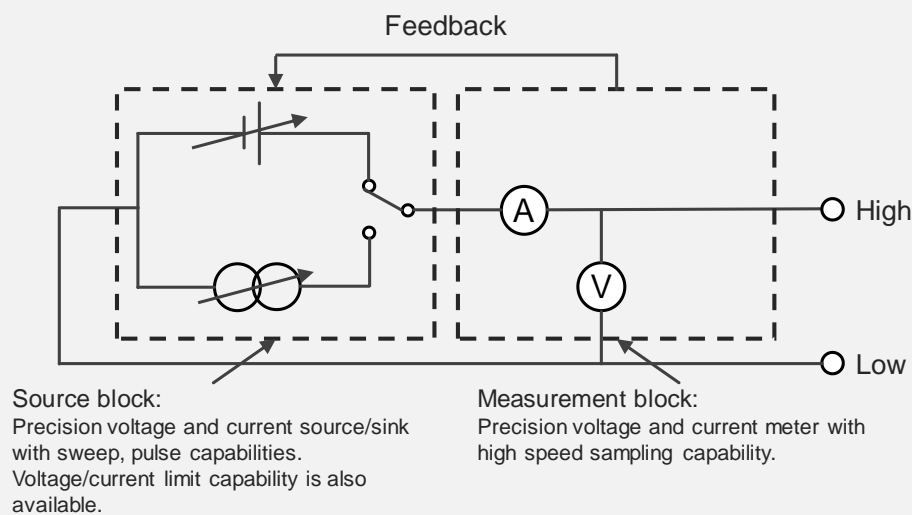 Feedback
A
High
V
Low
Source block:
Precision voltage and current source/sink
with sweep, pulse capabilities.
Voltage/current limit capability is also
available.
Measurement block:
Precision voltage and current meter with
high speed sampling capability.